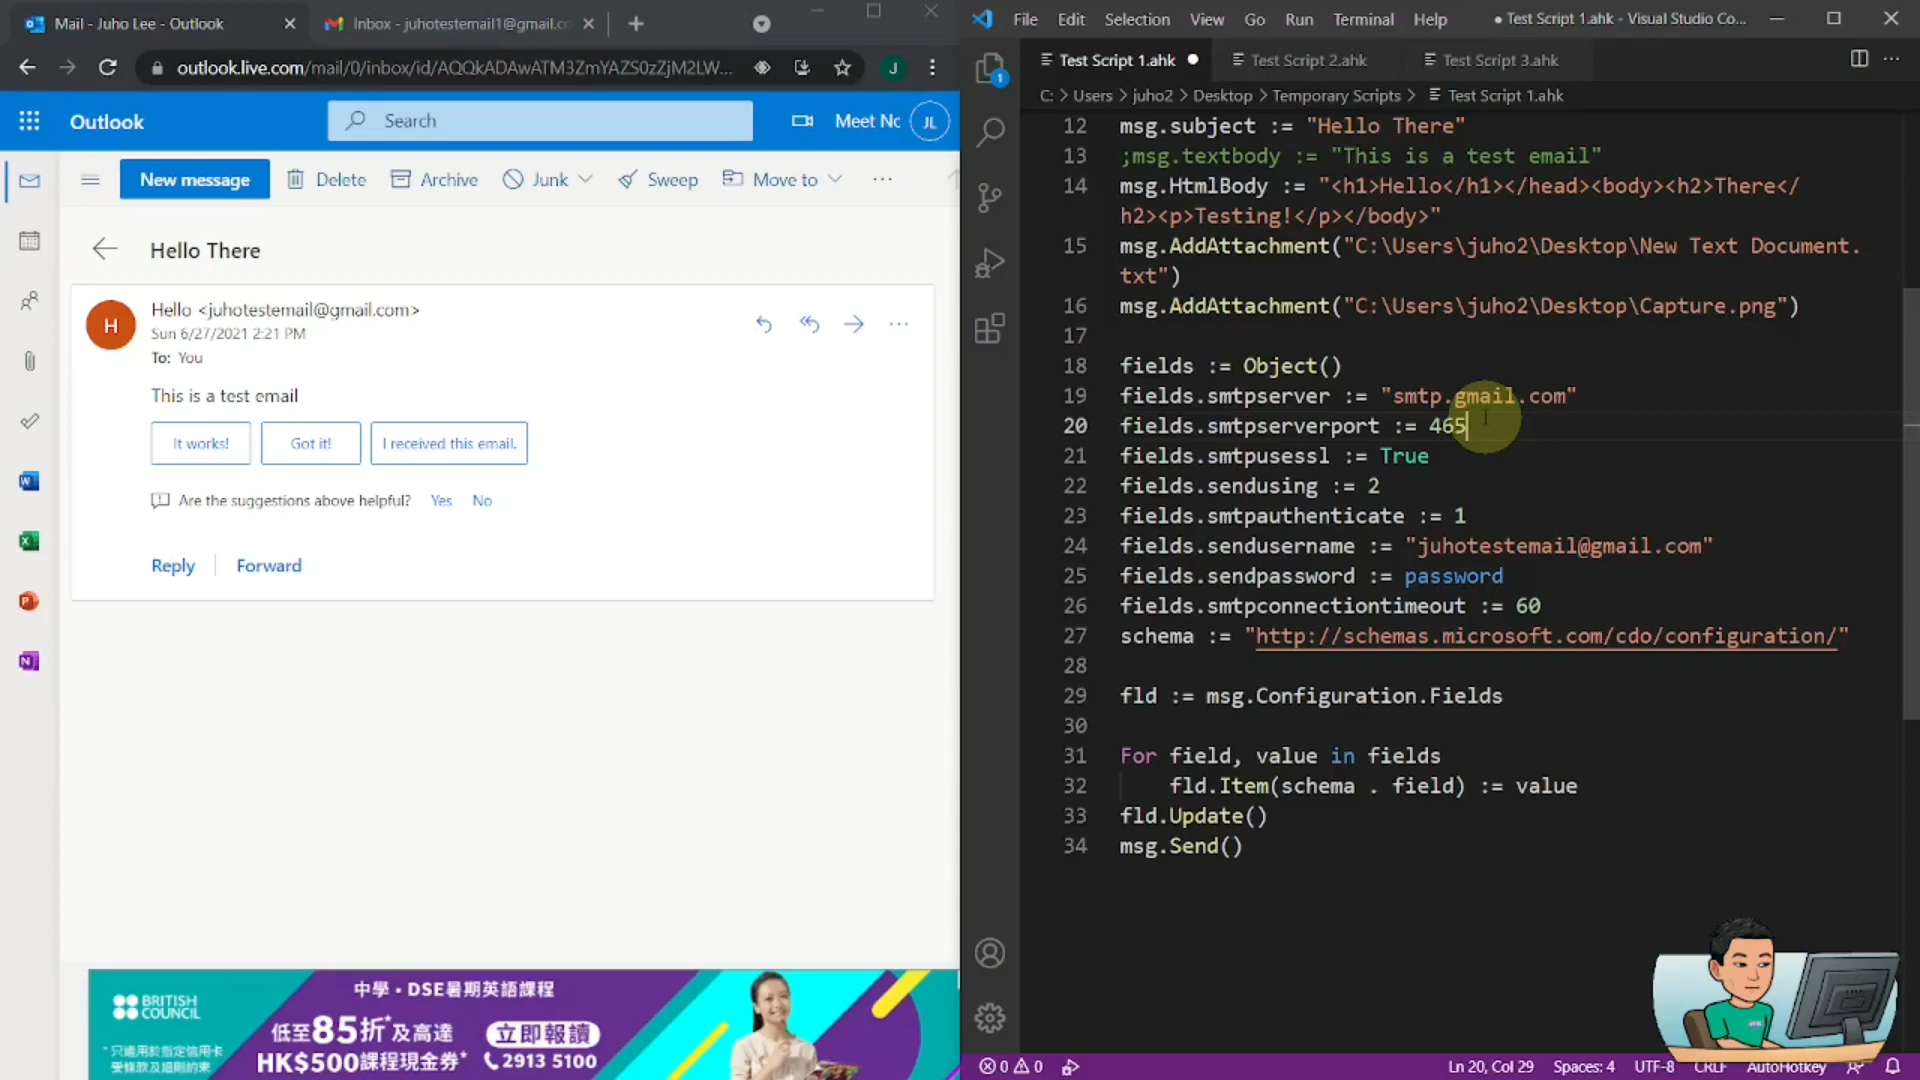 Mail - Juho Lee - Outlook
Inbox - juhotestemail1@gmail.co
outlook.live.com/mail/0/inbox/id/AQQkADAwATM3ZmYAZS0zZjM2LW...
J
Outlook
Search
Meet Nc
JL
New message
Delete
Archive
Junk
Sweep
Move to
Hello There
H
Hello <juhotestemail@gmail.com>
Sun 6/27/2021 2:21 PM
To: You
This is a test email
It works!
Got it!
I received this email.
Are the suggestions above helpful? Yes No
Reply
Forward
BRITISH
COUNCIL
中學・DSE暑期英語課程
低至85折*及高達
HK$500課程現金券*
立即報讀
2913 5100
*只適用於指定信用卡
File Edit Selection View Go Run Terminal Help
● Test Script 1.ahk - Visual Studio Co...
1
Test Script 1.ahk
Test Script 2.ahk
Test Script 3.ahk
C: > Users > juho2 > Desktop > Temporary Scripts > Test Script 1.ahk
12 msg.subject := "Hello There"
13 ;msg.textbody := "This is a test email"
14 msg.HtmlBody := "<h1>Hello</h1></head><body><h2>There</
h2><p>Testing!</p></body>"
15 msg.AddAttachment("C:\Users\juho2\Desktop\New Text Document.
txt")
16 msg.AddAttachment("C:\Users\juho2\Desktop\Capture.png")
17
18 fields := Object()
19 fields.smtpserver := "smtp.gmail.com"
20 fields.smtpserverport := 465
21 fields.smtpusessl := True
22 fields.sendusing := 2
23 fields.smtpauthenticate := 1
24 fields.sendusername := "juhotestemail@gmail.com"
25 fields.sendpassword := password
26 fields.smtpconnectiontimeout := 60
27 schema := "http://schemas.microsoft.com/cdo/configuration/"
28
29 fld := msg.Configuration.Fields
30
31 For field, value in fields
32 fld.Item(schema . field) := value
33 fld.Update()
34 msg.Send()
0 0
Ln 20, Col 29
Spaces: 4
UTF-8
CRLF
AutoHotkey